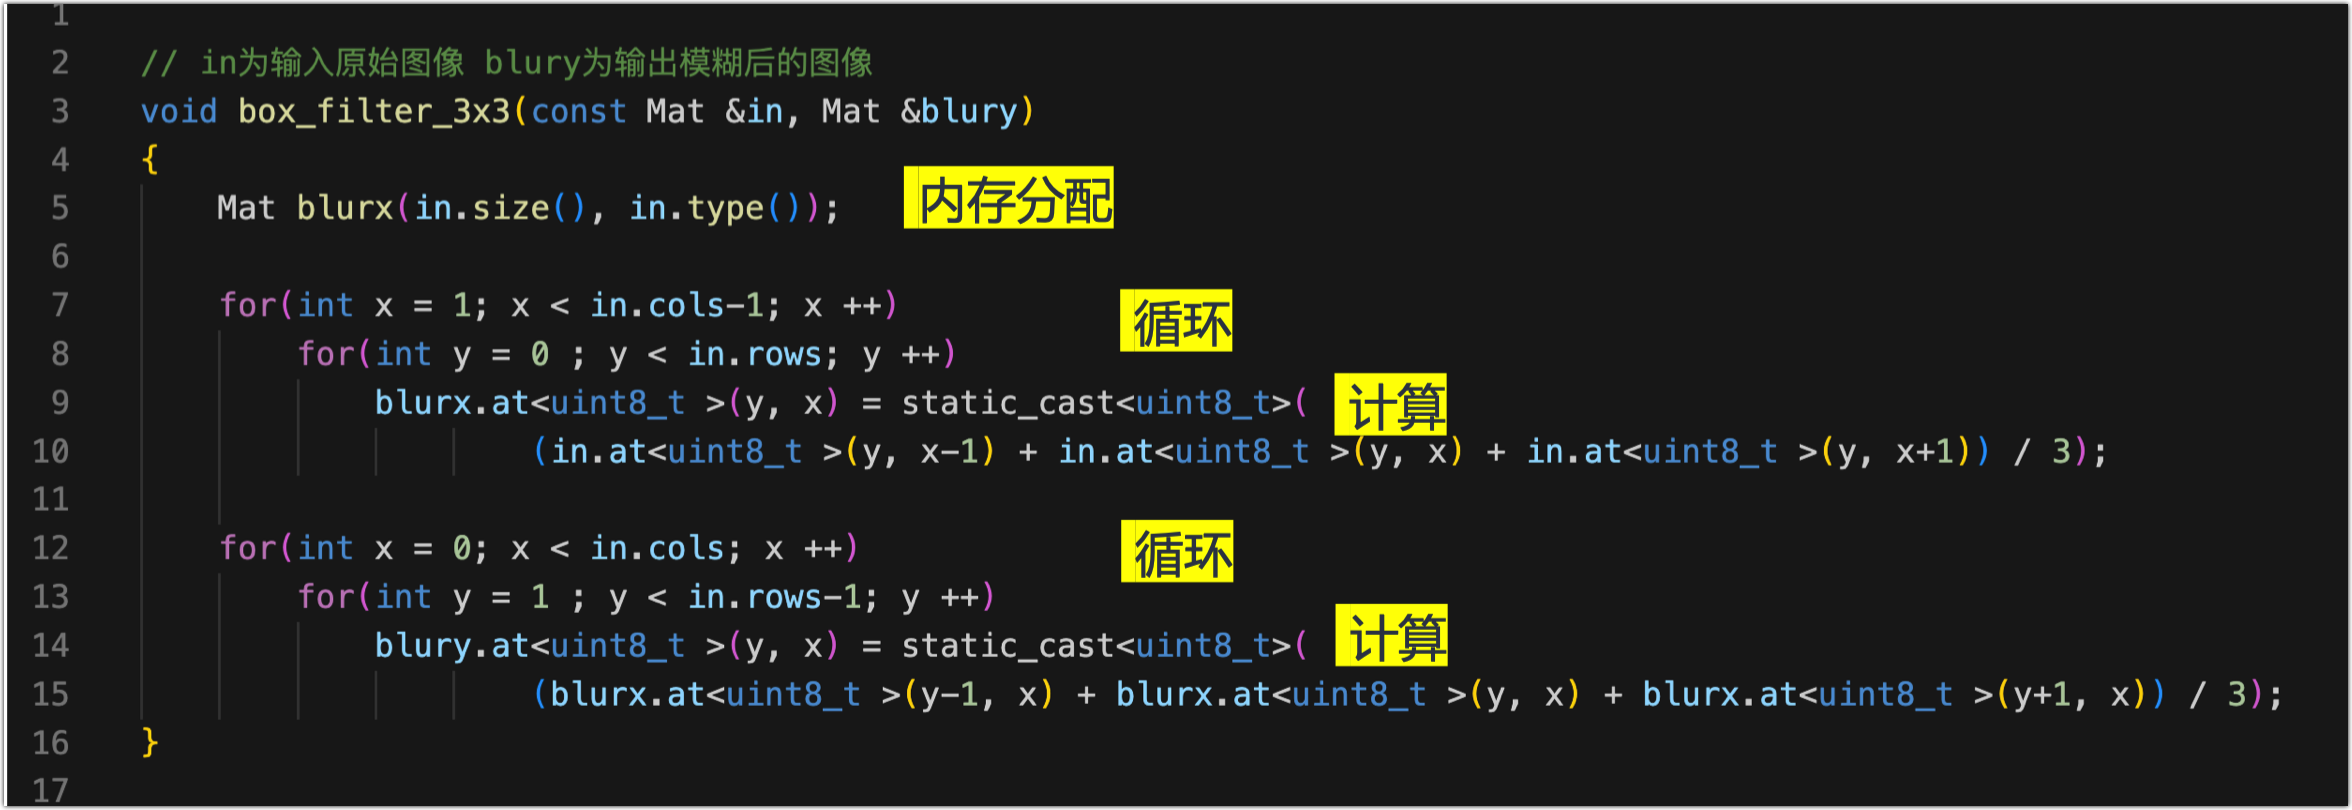 1
2 // in为输入原始图像 blury为输出模糊后的图像
3 void box_filter_3x3(const Mat &in, Mat &blury)
4 {
5 Mat blurx(in.size(), in.type()); 内存分配
6
7 for(int x = 1; x < in.cols-1; x ++) 循环
8 for(int y = 0 ; y < in.rows; y ++)
9 blurx.at<uint8_t >(y, x) = static_cast<uint8_t>( 计算
10 (in.at<uint8_t >(y, x-1) + in.at<uint8_t >(y, x) + in.at<uint8_t >(y, x+1)) / 3);
11
12 for(int x = 0; x < in.cols; x ++) 循环
13 for(int y = 1 ; y < in.rows-1; y ++)
14 blury.at<uint8_t >(y, x) = static_cast<uint8_t>( 计算
15 (blurx.at<uint8_t >(y-1, x) + blurx.at<uint8_t >(y, x) + blurx.at<uint8_t >(y+1, x)) / 3);
16 }
17